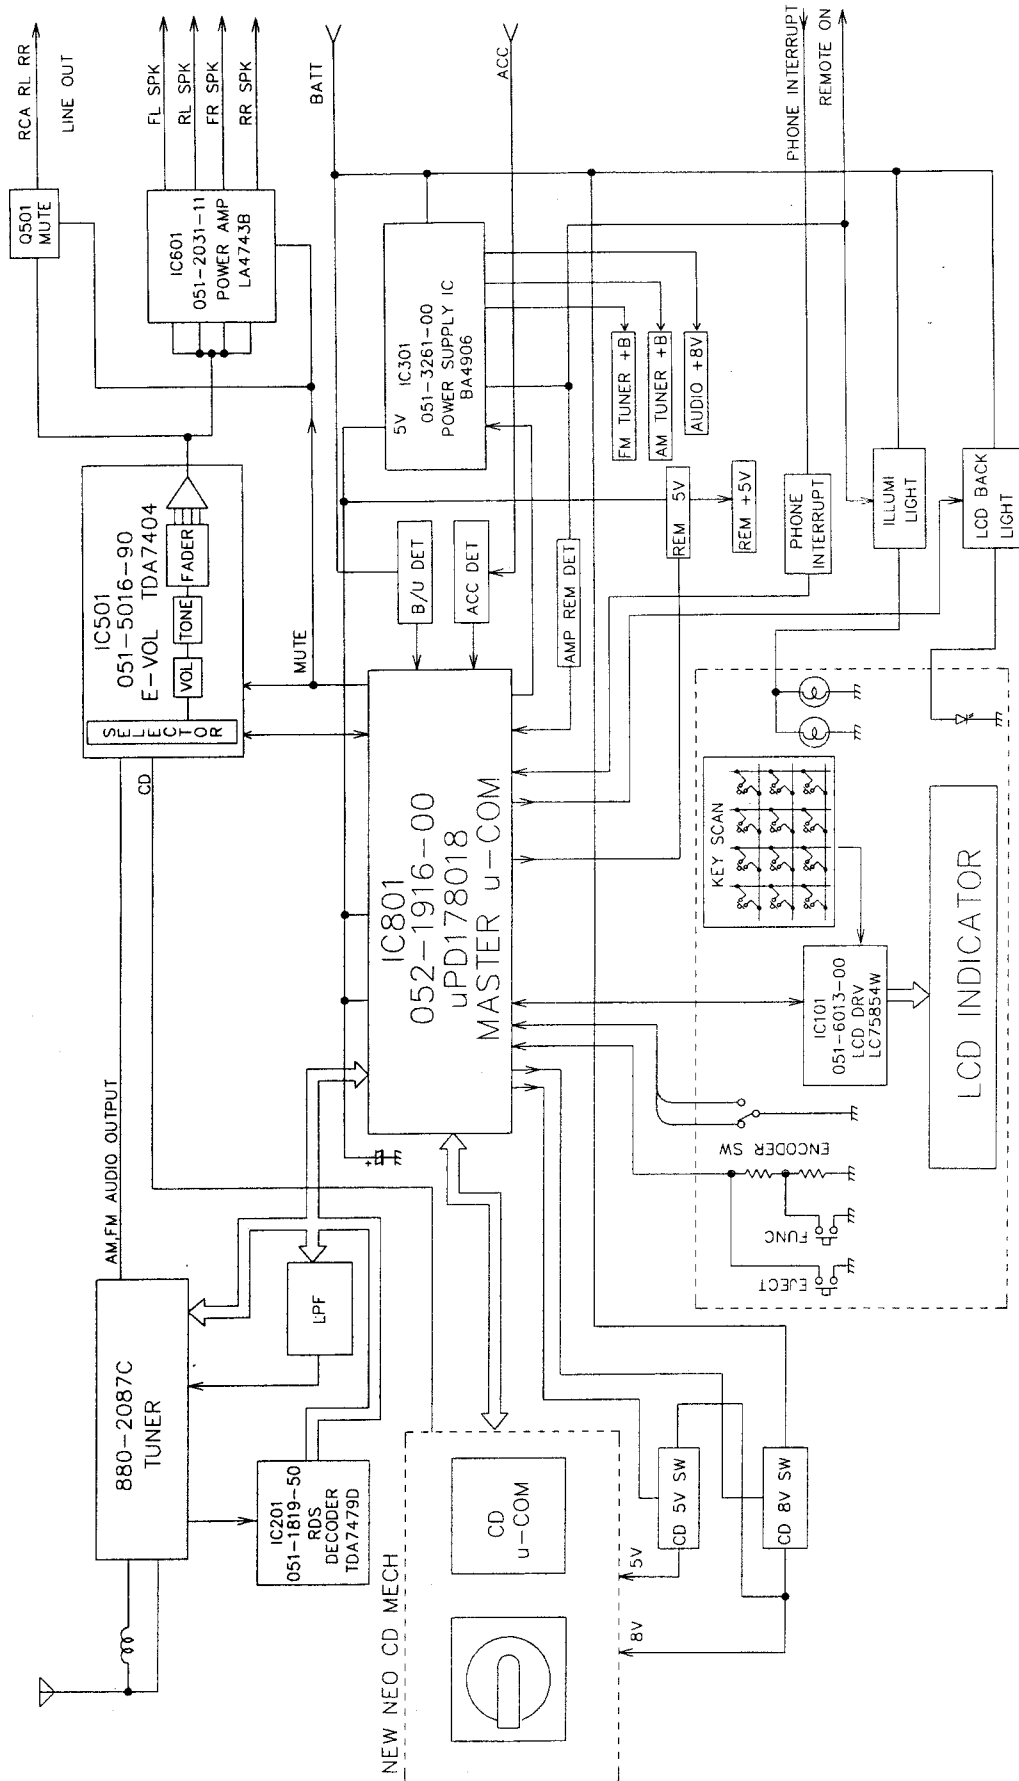 880-2087C
TUNER
IC201
051-1819-50
RDS
DECODER
TDA7479D
LPF
AM,FM AUDIO OUTPUT
CD
SELECTOR
VOL
TONE
FADER
IC501
051-5016-90
E-VOL TDA7404
MUTE
Q501
MUTE
RCA RL RR
LINE OUT
IC601
051-2031-11
POWER AMP
LA4743B
FL SPK
RL SPK
FR SPK
RR SPK
BATT
ACC
NEW NEO CD MECH
CD
u-COM
5V
8V
CD 5V SW
CD 8V SW
IC801
052-1916-00
uPD178018
MASTER u-COM
+
B/U DET
ACC DET
AMP REM DET
5V
IC301
051-3261-00
POWER SUPPLY IC
BA4906
FM TUNER +B
AM TUNER +B
AUDIO +8V
REM 5V
REM +5V
PHONE
INTERRUPT
PHONE INTERRUPT
REMOTE ON
ILLUMI
LIGHT
LCD BACK
LIGHT
EJECT
FUNC
ENCODER SW
IC101
051-6013-00
LCD DRV
LC75854W
KEY SCAN
LCD INDICATOR